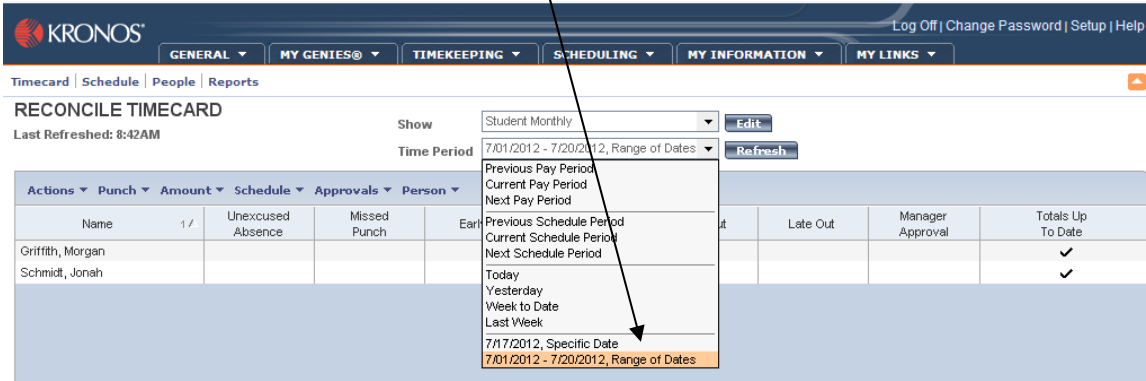 KRONOS®
Log Off | Change Password | Setup | Help
GENERAL MY GENIES® TIMEKEEPING SCHEDULING MY INFORMATION MY LINKS
Timecard | Schedule | People | Reports
RECONCILE TIMECARD
Last Refreshed: 8:42AM
Show Student Monthly Edit
Time Period 7/01/2012 - 7/20/2012, Range of Dates Refresh
Previous Pay Period
Current Pay Period
Next Pay Period
Previous Schedule Period
Current Schedule Period
Next Schedule Period
Today
Yesterday
Week to Date
Last Week
7/17/2012, Specific Date
7/01/2012 - 7/20/2012, Range of Dates
Actions Punch Amount Schedule Approvals Person
Name 1 Unexcused Absence Missed Punch Late Out Manager Approval Totals Up To Date
Griffith, Morgan
Schmidt, Jonah